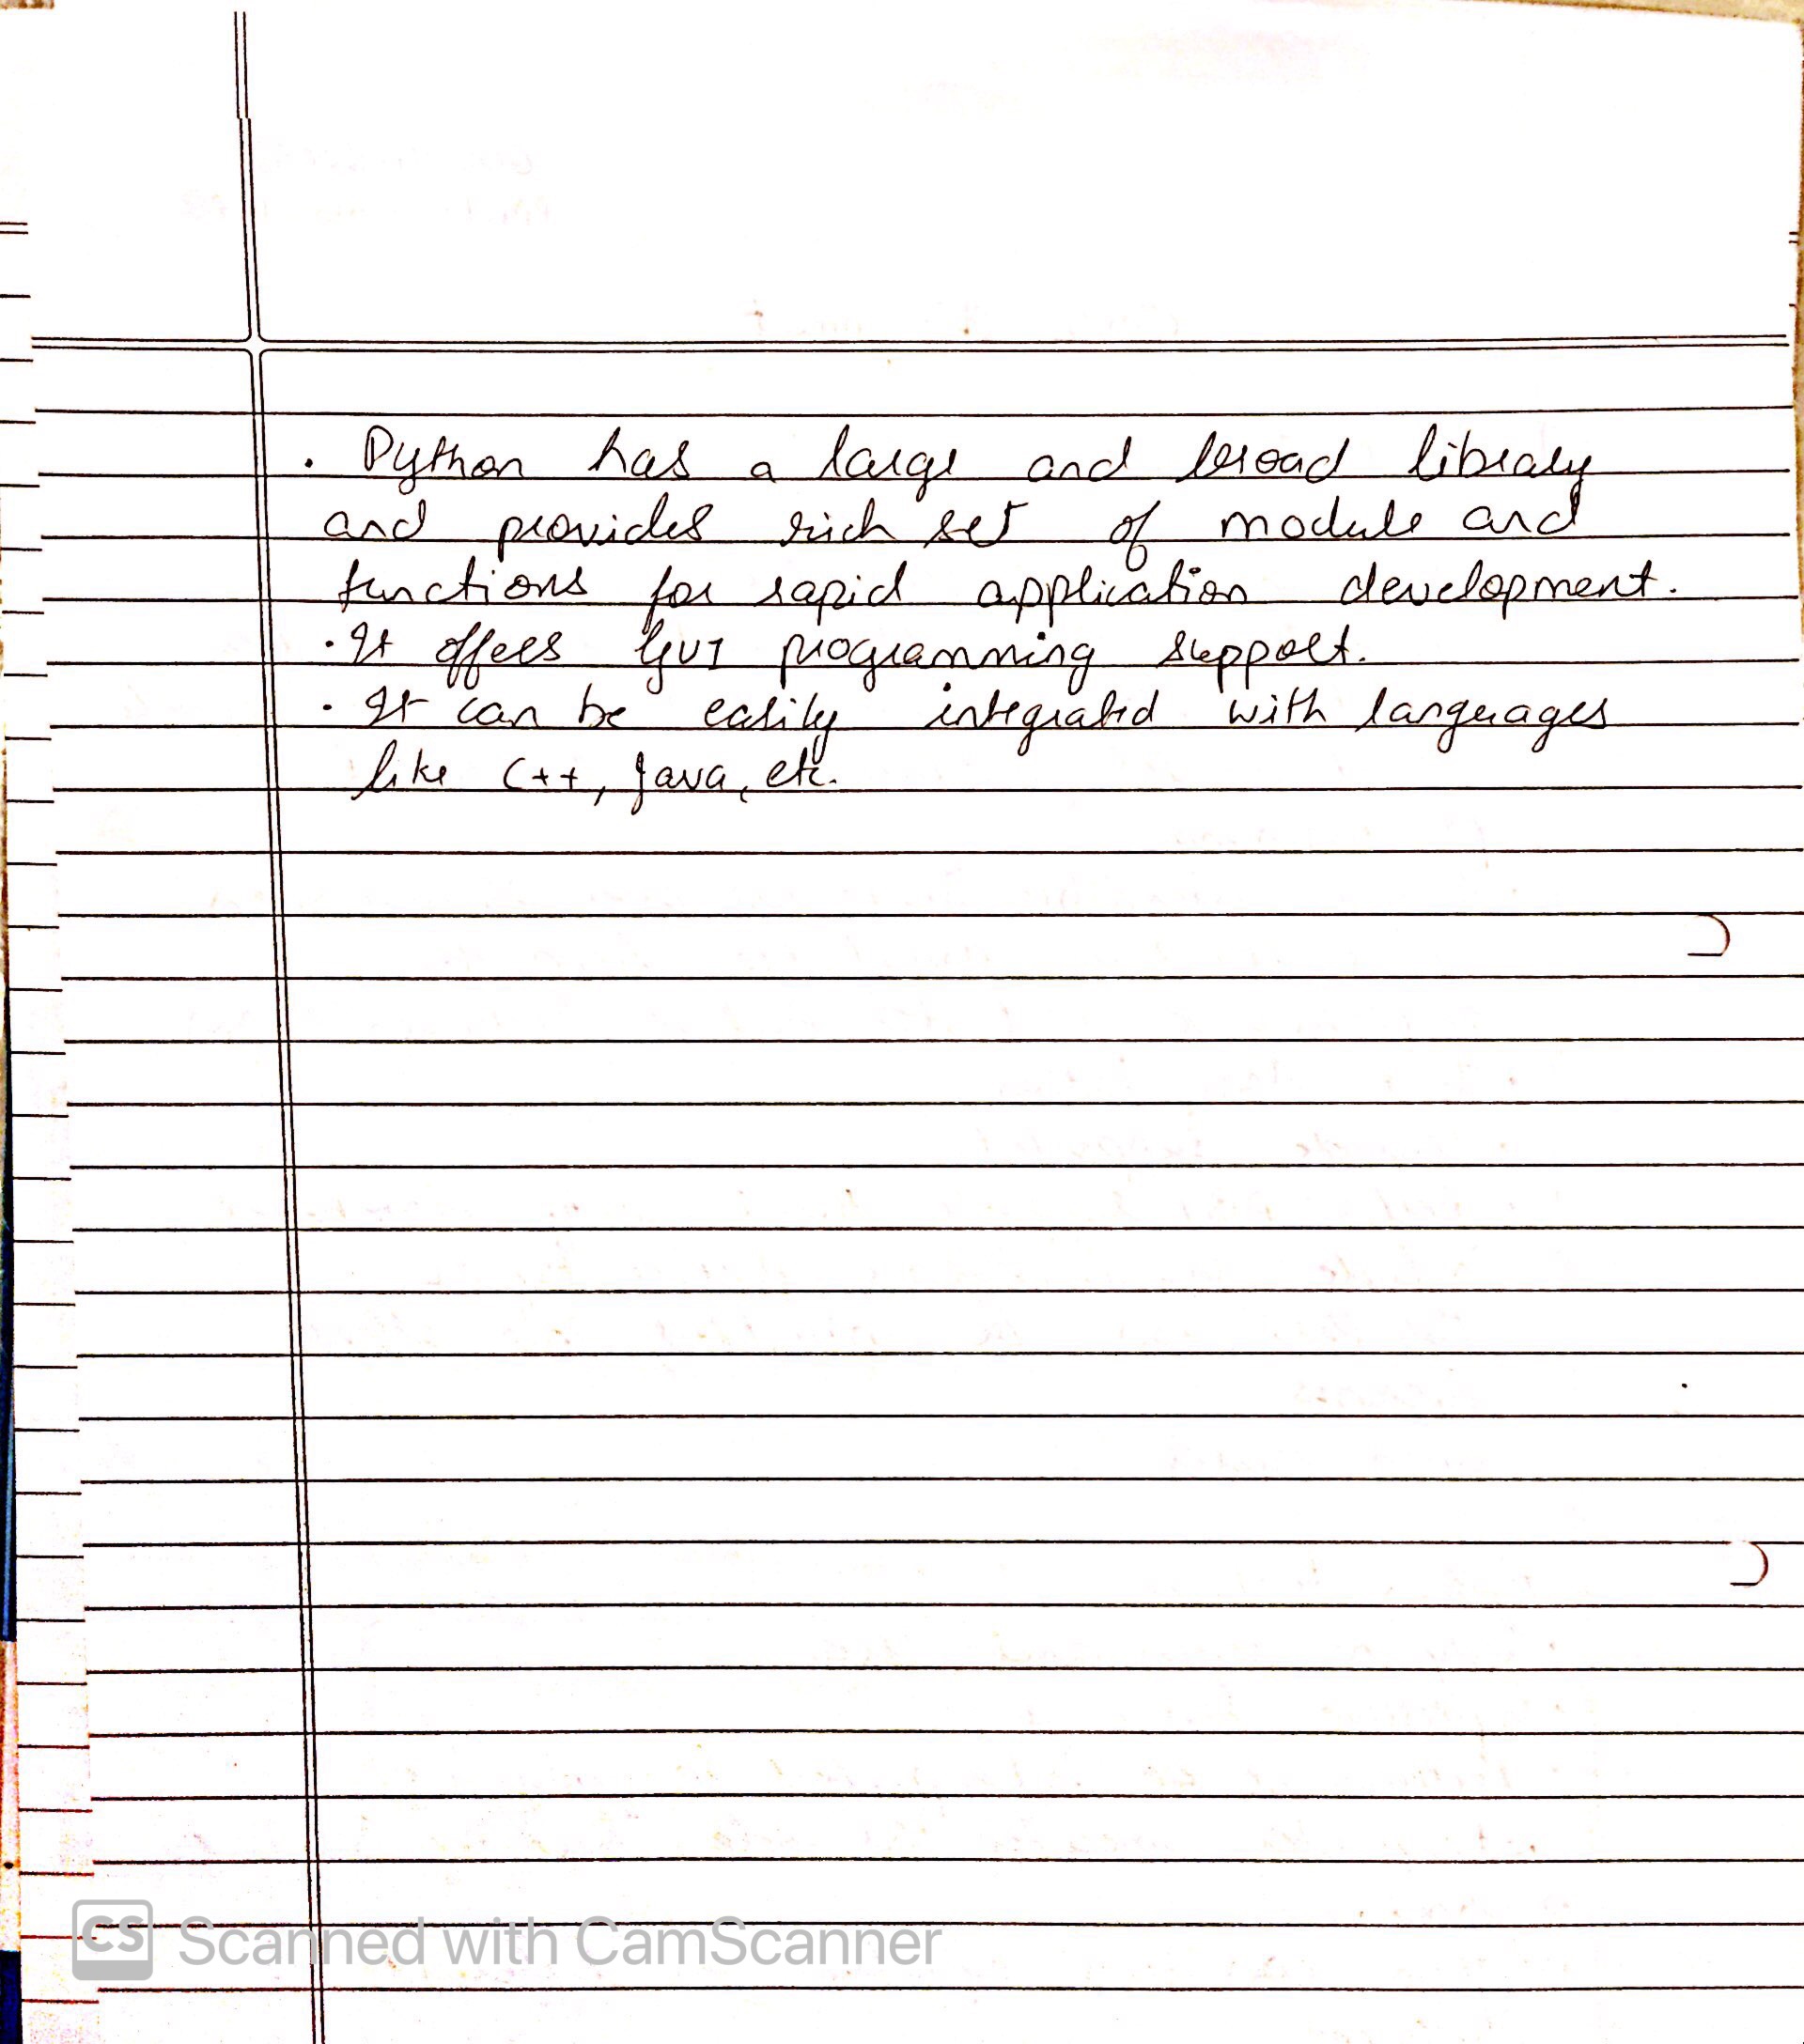 . Python has a large and broad library
and provides rich set of module and
functions for rapid application development.
. It offers GUI programming support.
. It can be easily integrated with languages
like C++, Java, etc.
CS Scanned with CamScanner